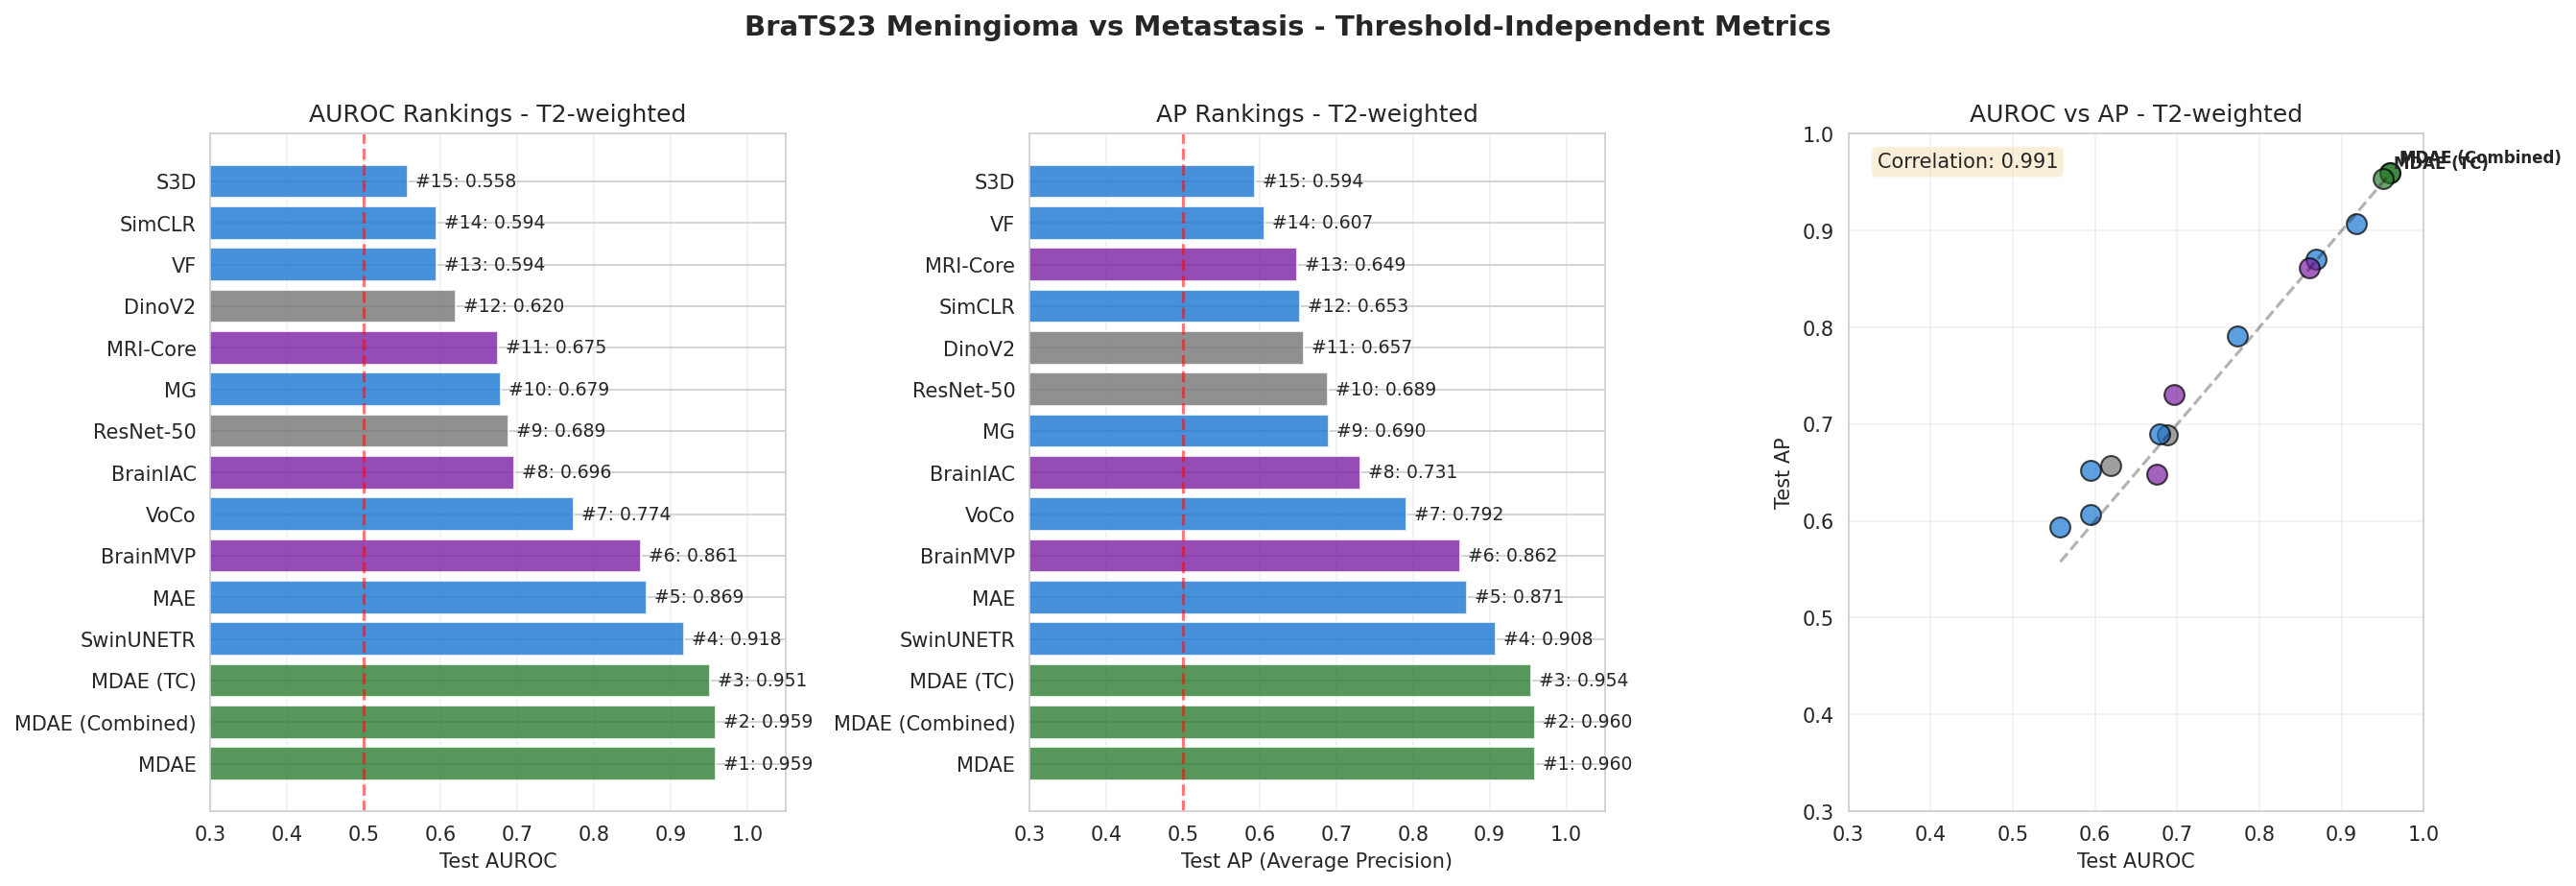 BraTS23 Meningioma vs Metastasis - Threshold-Independent Metrics
AUROC Rankings - T2-weighted
S3D
#15: 0.558
SimCLR
#14: 0.594
VF
#13: 0.594
DinoV2
#12: 0.620
MRI-Core
#11: 0.675
MG
#10: 0.679
ResNet-50
#9: 0.689
BrainIAC
#8: 0.696
VoCo
#7: 0.774
BrainMVP
#6: 0.861
MAE
#5: 0.869
SwinUNETR
#4: 0.918
MDAE (TC)
#3: 0.951
MDAE (Combined)
#2: 0.959
MDAE
#1: 0.959
0.3 0.4 0.5 0.6 0.7 0.8 0.9 1.0
Test AUROC
AP Rankings - T2-weighted
S3D
#15: 0.594
VF
#14: 0.607
MRI-Core
#13: 0.649
SimCLR
#12: 0.653
DinoV2
#11: 0.657
ResNet-50
#10: 0.689
MG
#9: 0.690
BrainIAC
#8: 0.731
VoCo
#7: 0.792
BrainMVP
#6: 0.862
MAE
#5: 0.871
SwinUNETR
#4: 0.908
MDAE (TC)
#3: 0.954
MDAE (Combined)
#2: 0.960
MDAE
#1: 0.960
0.3 0.4 0.5 0.6 0.7 0.8 0.9 1.0
Test AP (Average Precision)
AUROC vs AP - T2-weighted
Correlation: 0.991
MDAE (Combined)
MDAE (TC)
1.0
0.9
0.8
0.7
0.6
0.5
0.4
0.3
Test AP
0.3 0.4 0.5 0.6 0.7 0.8 0.9 1.0
Test AUROC